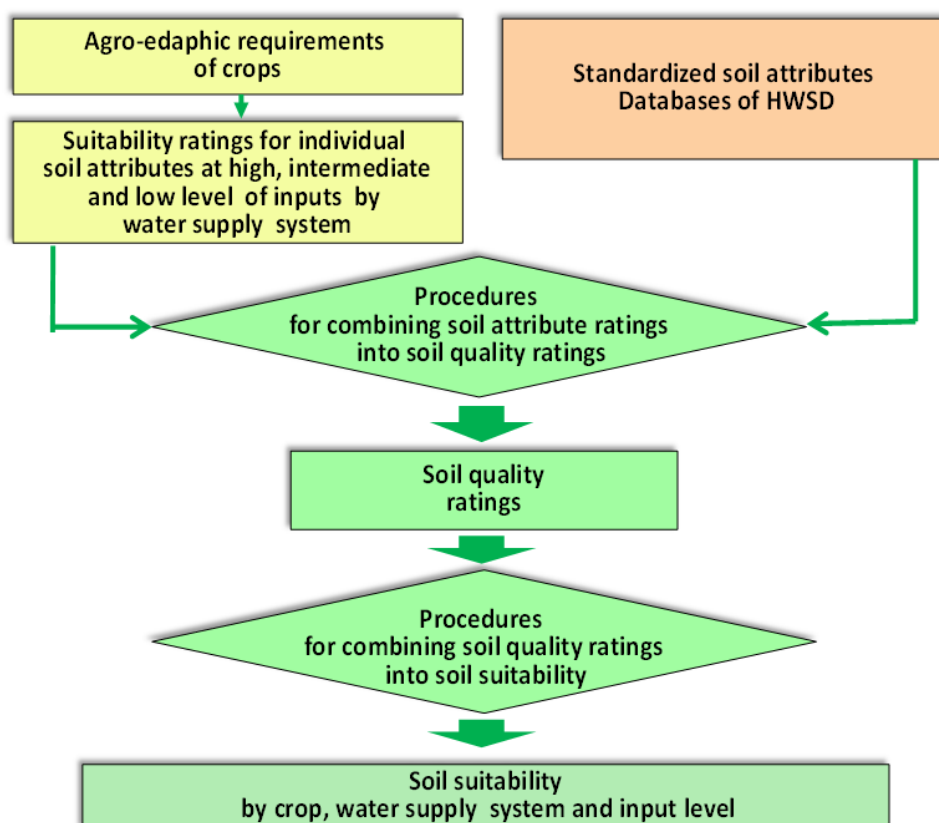 Agro-edaphic requirements
of crops
Standardized soil attributes
Databases of HWSD
Suitability ratings for individual
soil attributes at high, intermediate
and low level of inputs by
water supply system
Procedures
for combining soil attribute ratings
into soil quality ratings
Soil quality
ratings
Procedures
for combining soil quality ratings
into soil suitability
Soil suitability
by crop, water supply system and input level